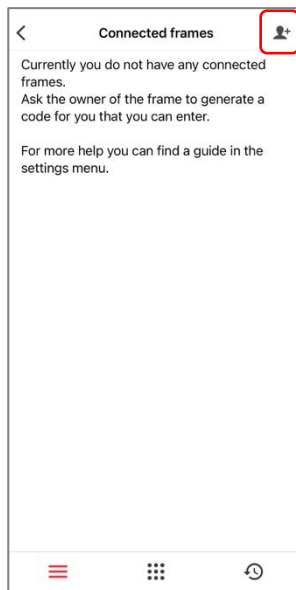 Connected frames
Currently you do not have any connected
frames.
Ask the owner of the frame to generate a
code for you that you can enter.
For more help you can find a guide in the
settings menu.